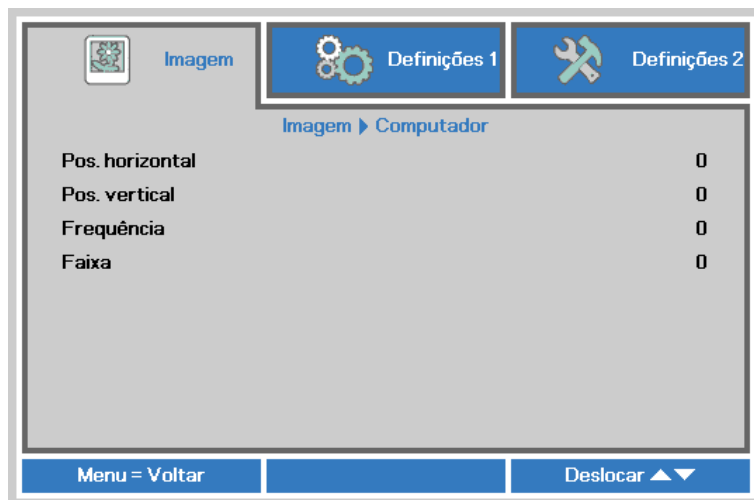 Imagem
Definições 1
Definições 2
Imagem ▶ Computador
Pos. horizontal 0
Pos. vertical 0
Frequência 0
Faixa 0
Menu = Voltar
Deslocar ▲▼